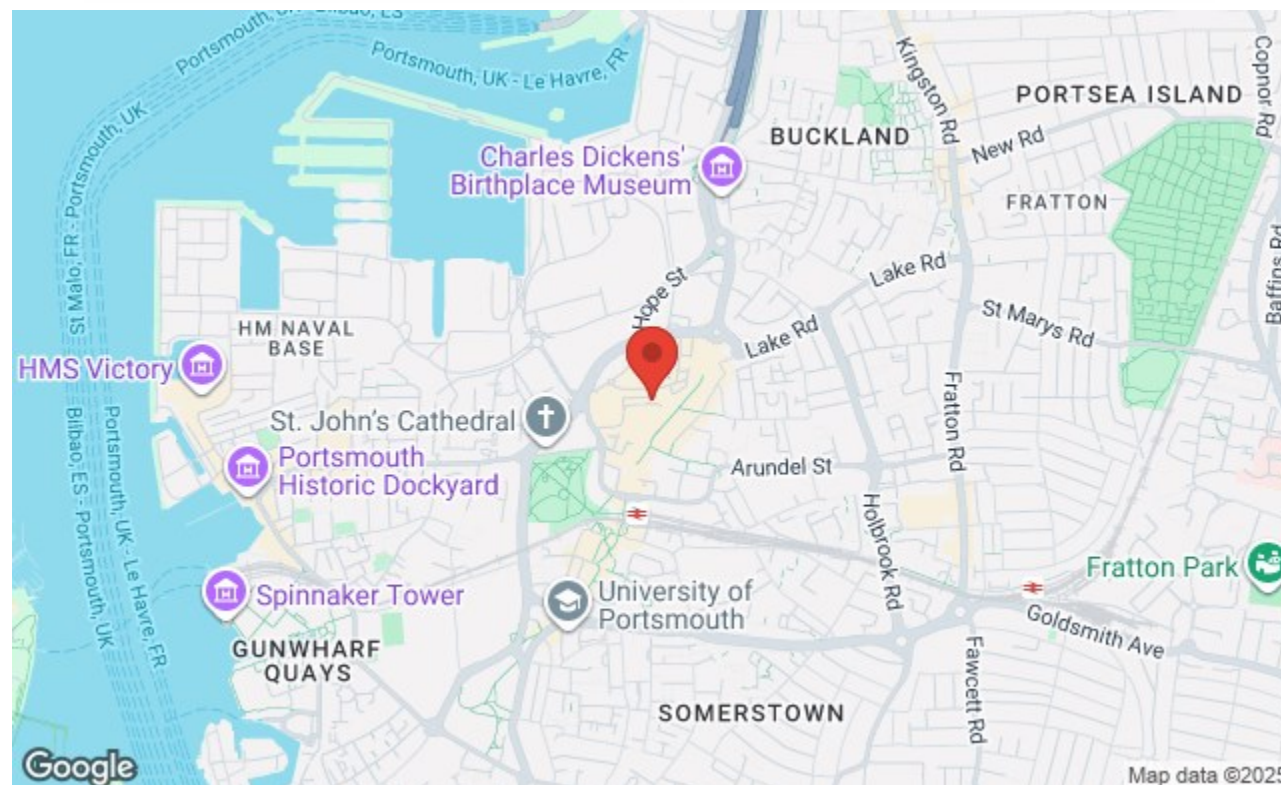 Portsmouth, UK - Bilbao, ES
Portsmouth, UK - Le Havre, FR
St Malo, FR - Portsmouth, UK
Bilbao, ES - Portsmouth, UK
Portsmouth, UK - Le Havre, FR
Kingston Rd
Copnor Rd
PORTSEA ISLAND
BUCKLAND
New Rd
Charles Dickens'
Birthplace Museum
FRATTON
Baffins Rd
Lake Rd
Hope St
St Marys Rd
HM NAVAL
BASE
Lake Rd
HMS Victory
St. John's Cathedral
Fratton Rd
Portsmouth
Historic Dockyard
Arundel St
Holbrook Rd
Fratton Park
Spinnaker Tower
University of
Portsmouth
Goldsmith Ave
GUNWHARF
QUAYS
Fawcett Rd
SOMERSTOWN
Google
Map data ©2025